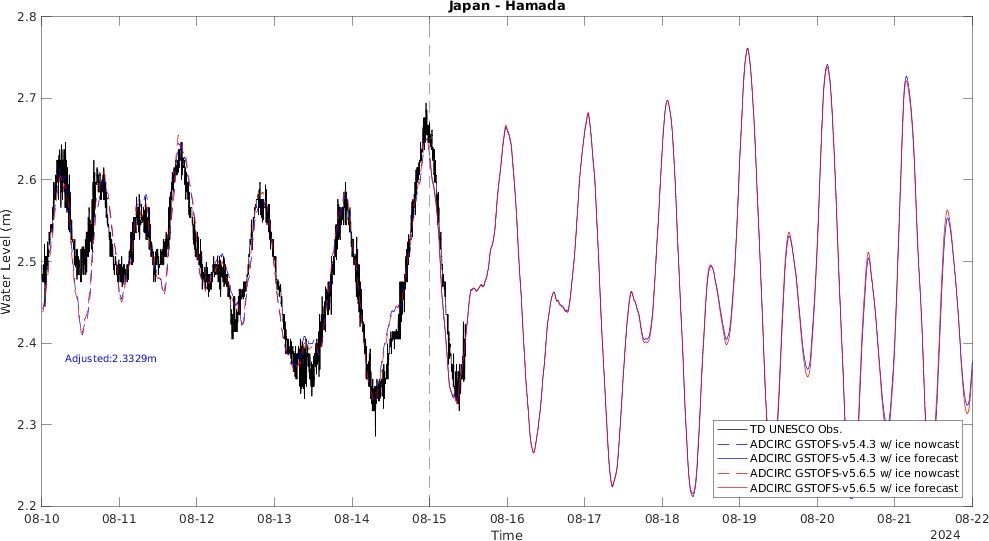 Japan - Hamada
2.8
2.7
2.6
2.5
2.4
2.3
2.2
Water Level (m)
Adjusted:2.3329m
TD UNESCO Obs.
ADCIRC GSTOFS-v5.4.3 w/ ice nowcast
ADCIRC GSTOFS-v5.4.3 w/ ice forecast
ADCIRC GSTOFS-v5.6.5 w/ ice nowcast
ADCIRC GSTOFS-v5.6.5 w/ ice forecast
08-10 08-11 08-12 08-13 08-14 08-15 08-16 08-17 08-18 08-19 08-20 08-21 08-22
Time
2024